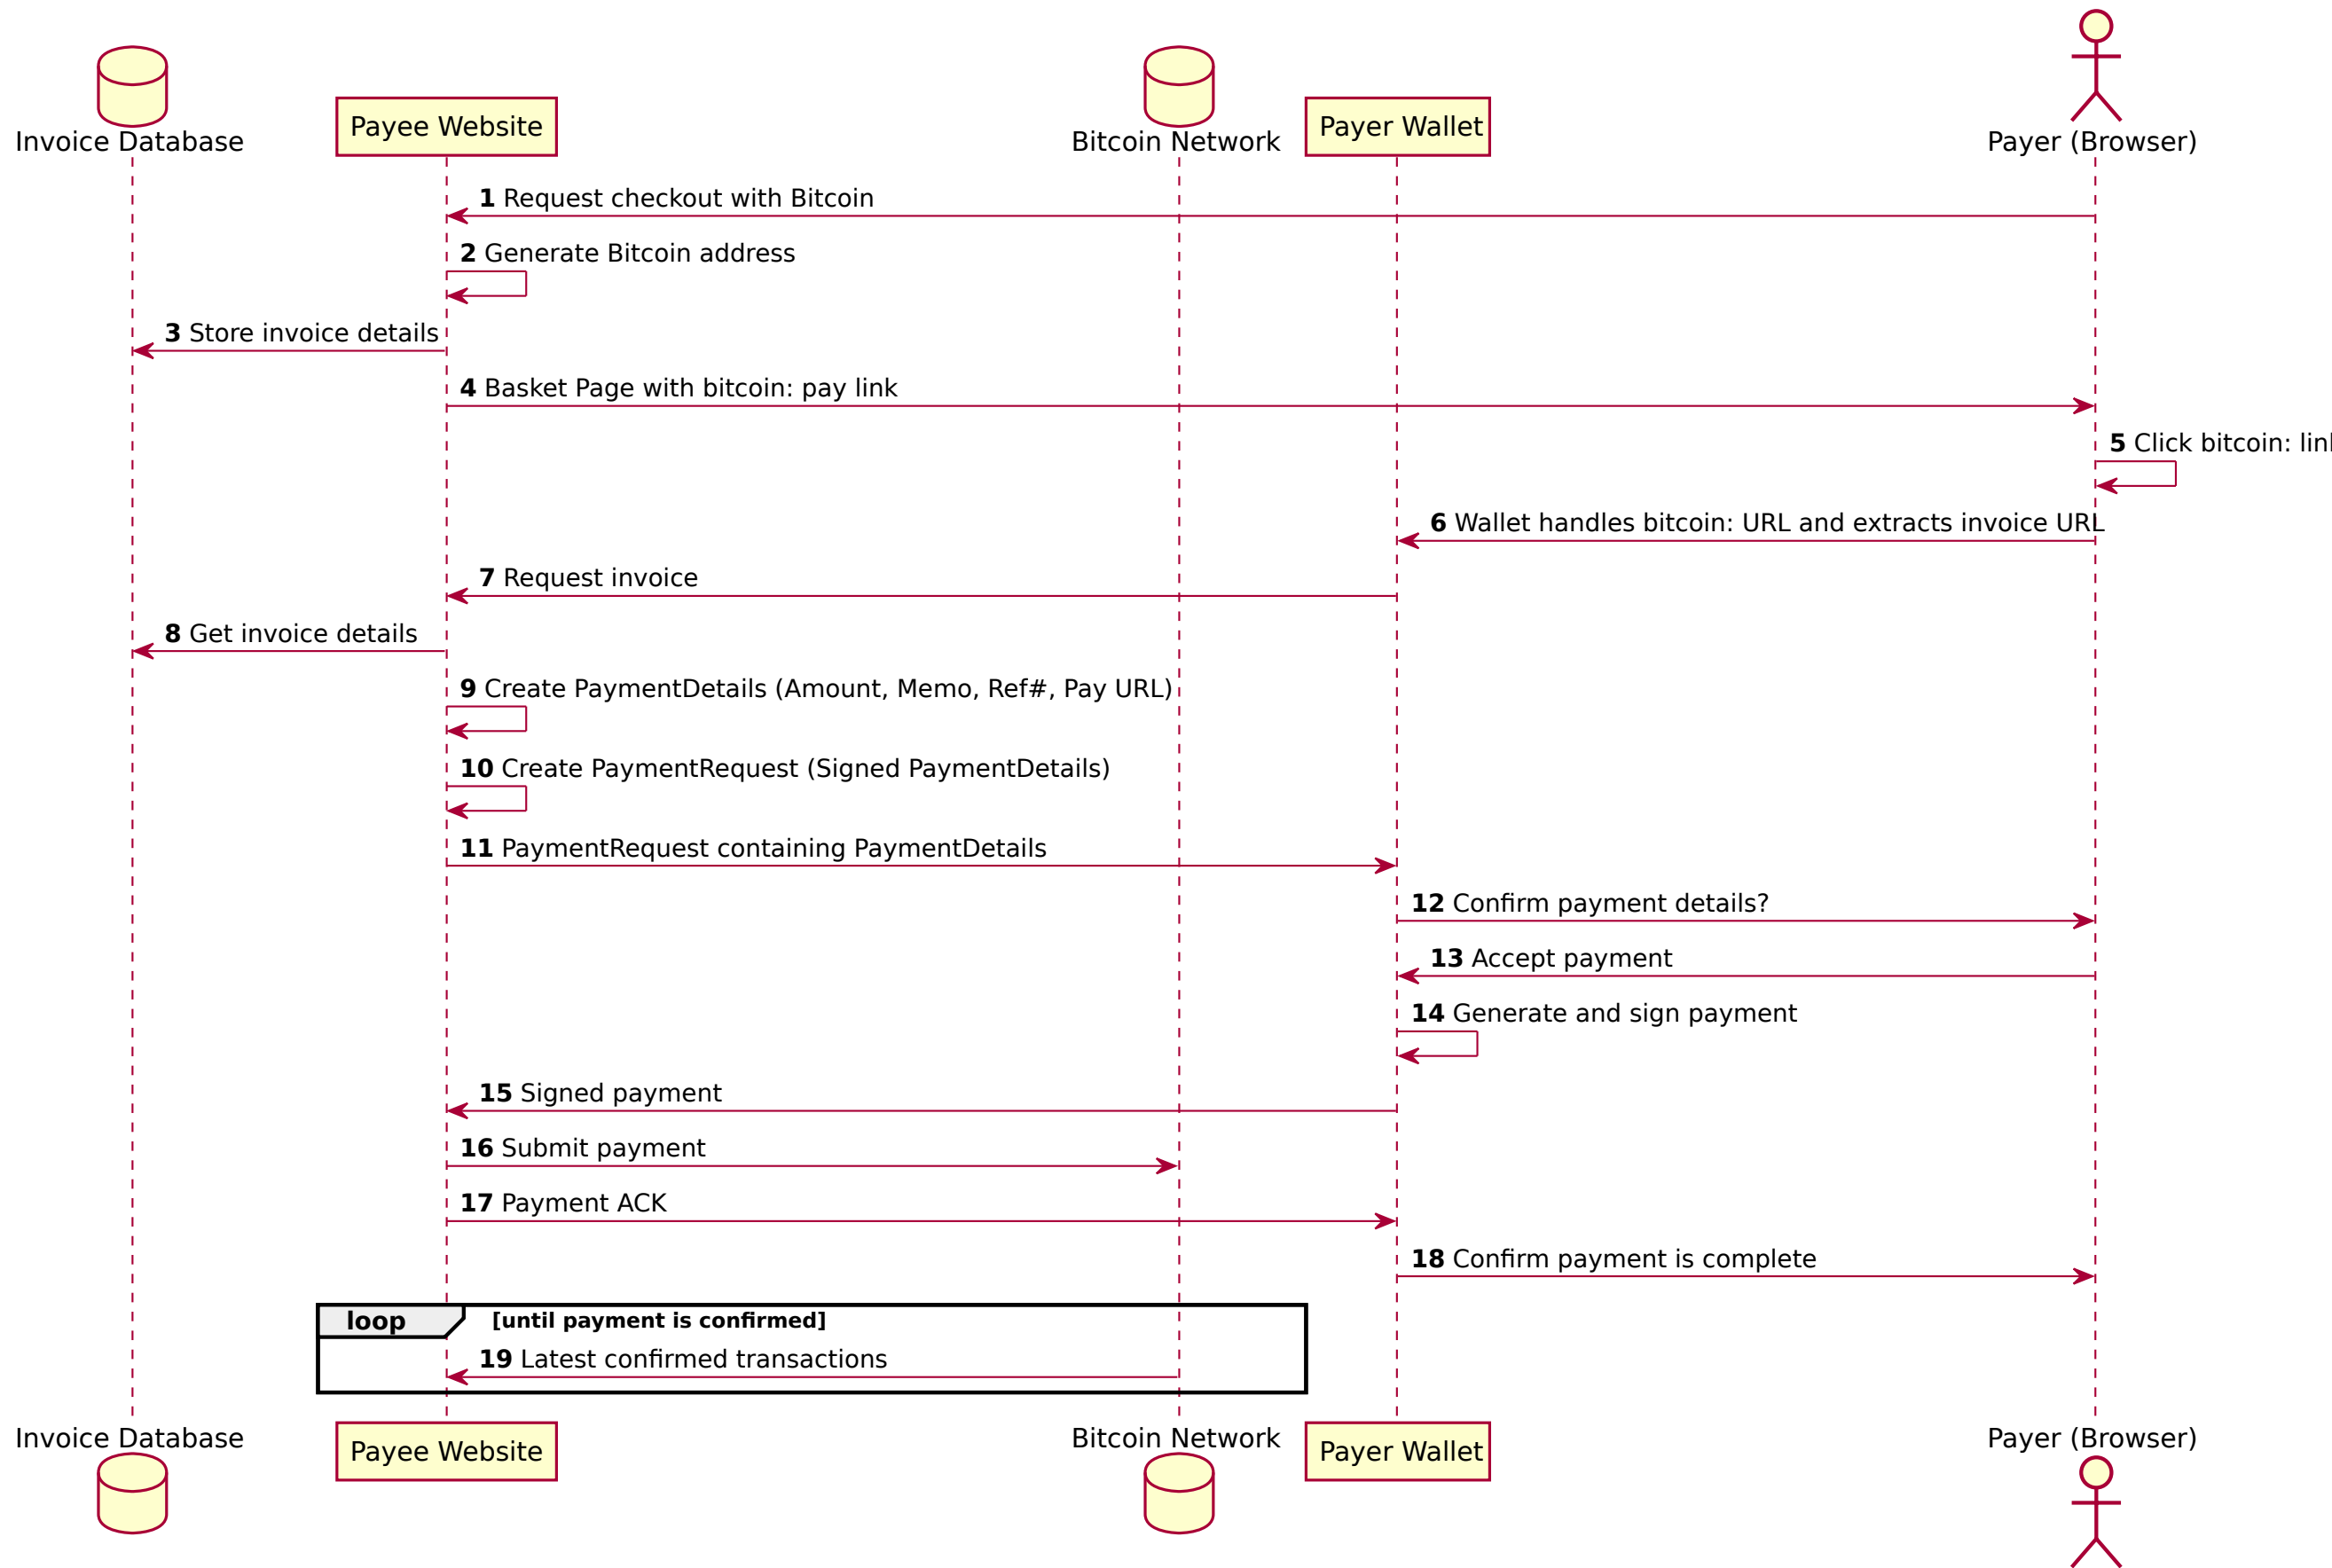 Invoice Database
Payee Website
Bitcoin Network
Payer Wallet
Payer (Browser)
1 Request checkout with Bitcoin
2 Generate Bitcoin address
3 Store invoice details
4 Basket Page with bitcoin: pay link
5 Click bitcoin: lin
6 Wallet handles bitcoin: URL and extracts invoice URL
7 Request invoice
8 Get invoice details
9 Create PaymentDetails (Amount, Memo, Ref#, Pay URL)
10 Create PaymentRequest (Signed PaymentDetails)
11 PaymentRequest containing PaymentDetails
12 Confirm payment details?
13 Accept payment
14 Generate and sign payment
15 Signed payment
16 Submit payment
17 Payment ACK
18 Confirm payment is complete
loop [until payment is confirmed]
19 Latest confirmed transactions
Invoice Database
Payee Website
Bitcoin Network
Payer Wallet
Payer (Browser)